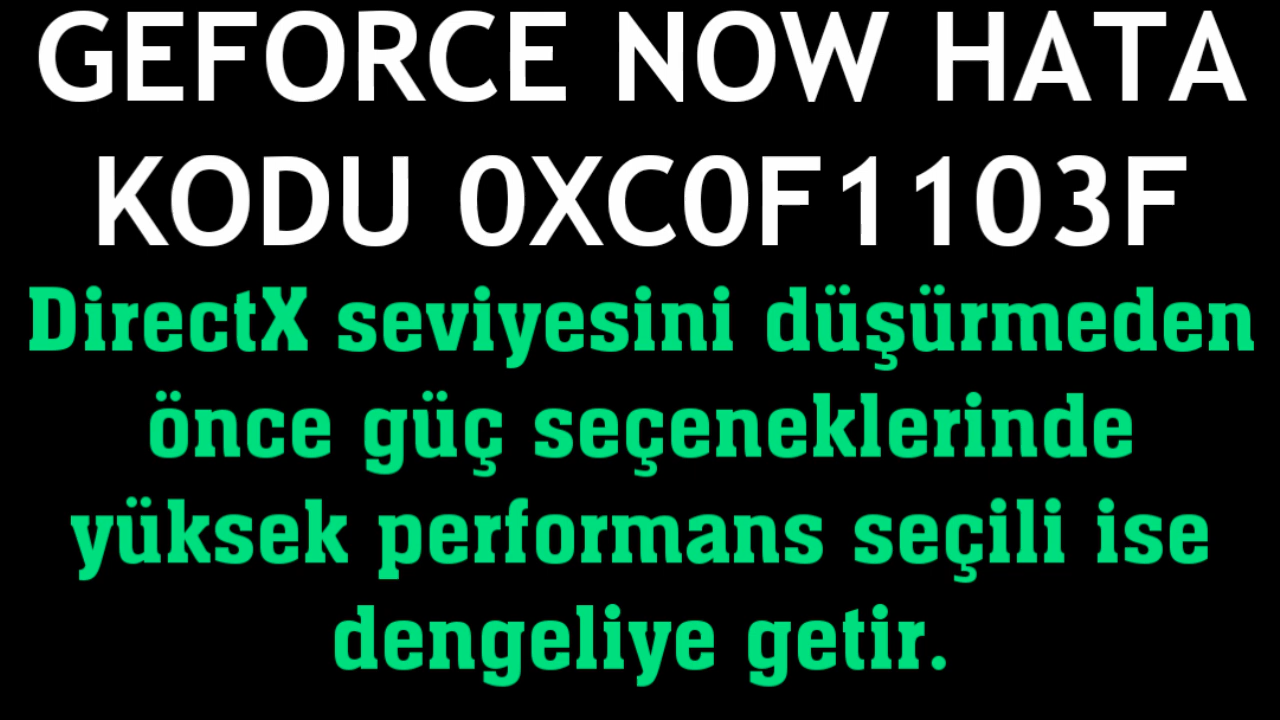 GEFORCE NOW HATA
KODU 0XC0F1103F
DirectX seviyesini düşürmeden
önce güç seçeneklerinde
yüksek performans seçili ise
dengeliye getir.